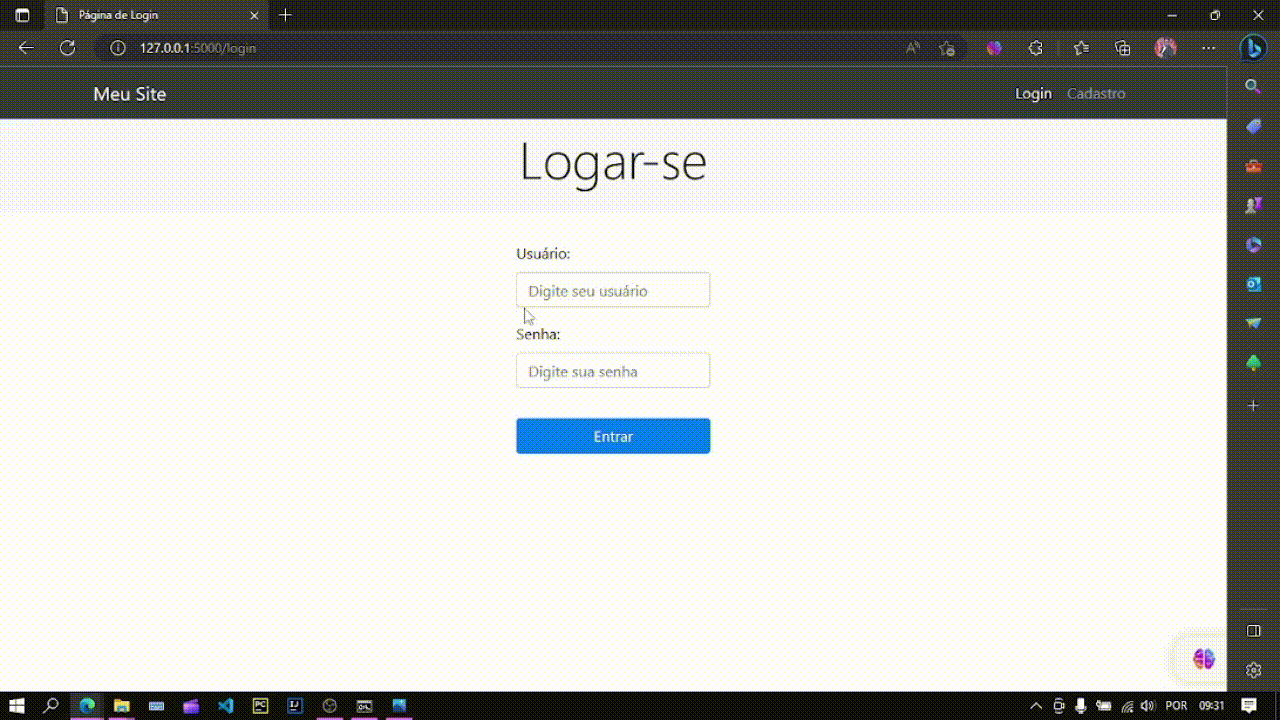 Página de Login
127.0.0.1:5000/login
Meu Site
Login
Cadastro
Logar-se
Usuário:
Digite seu usuário
Senha:
Digite sua senha
Entrar
POR
09:31